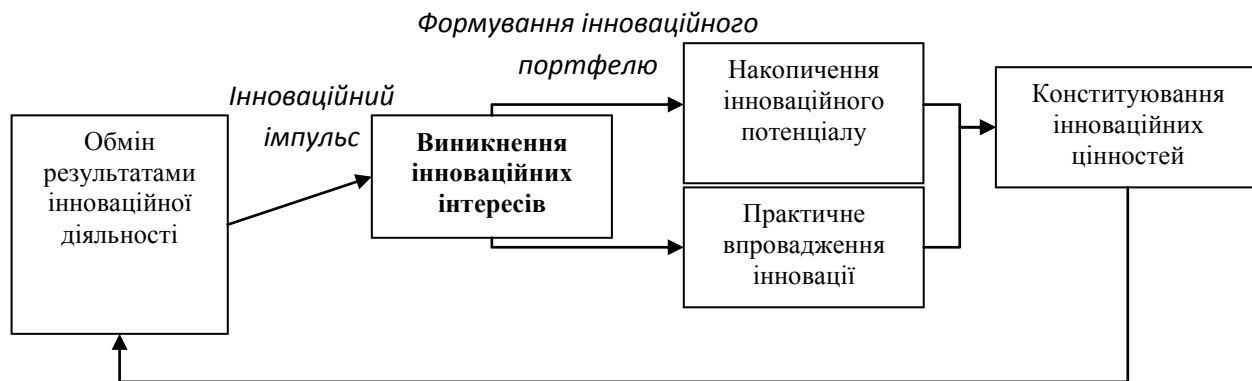 Формування інноваційного
портфелю
Інноваційний
імпульс
Обмін
результатами
інноваційної
діяльності
Виникнення
інноваційних
інтересів
Накопичення
інноваційного
потенціалу
Практичне
впровадження
інновації
Конституювання
інноваційних
цінностей